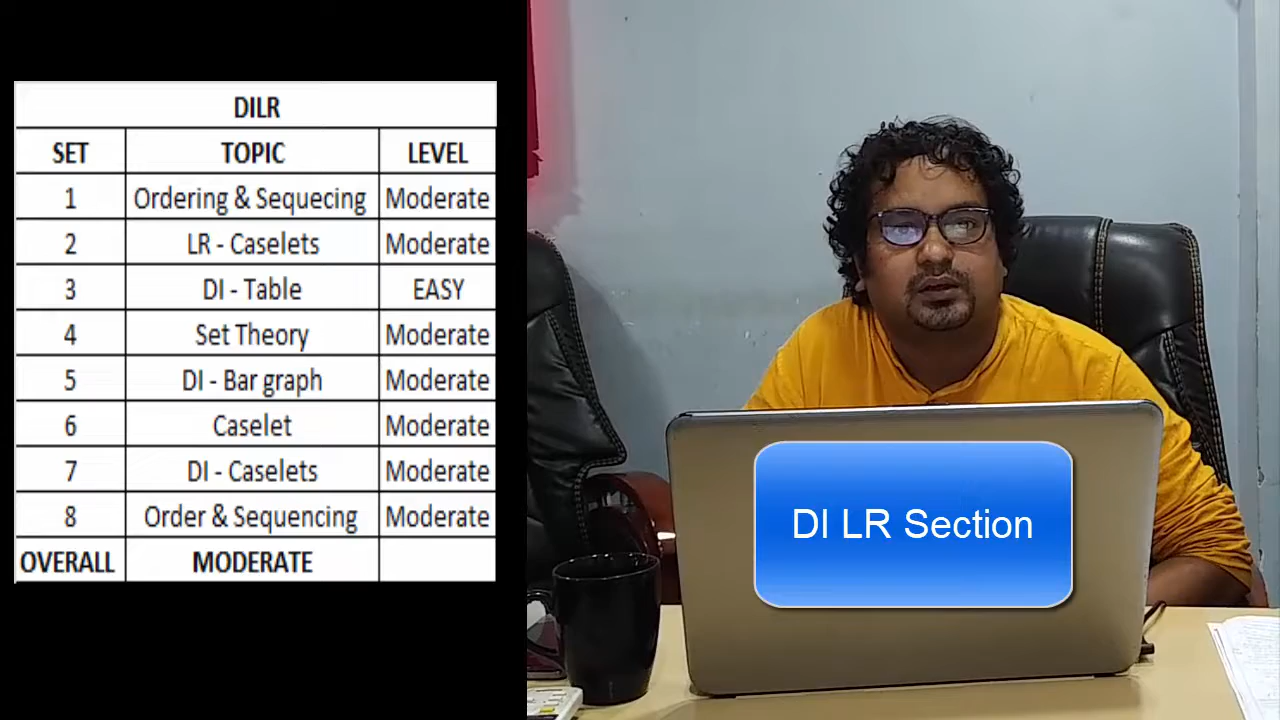 DILR
SET TOPIC LEVEL
1 Ordering & Sequecing Moderate
2 LR - Caselets Moderate
3 DI - Table EASY
4 Set Theory Moderate
5 DI - Bar graph Moderate
6 Caselet Moderate
7 DI - Caselets Moderate
8 Order & Sequencing Moderate
OVERALL MODERATE
DI LR Section